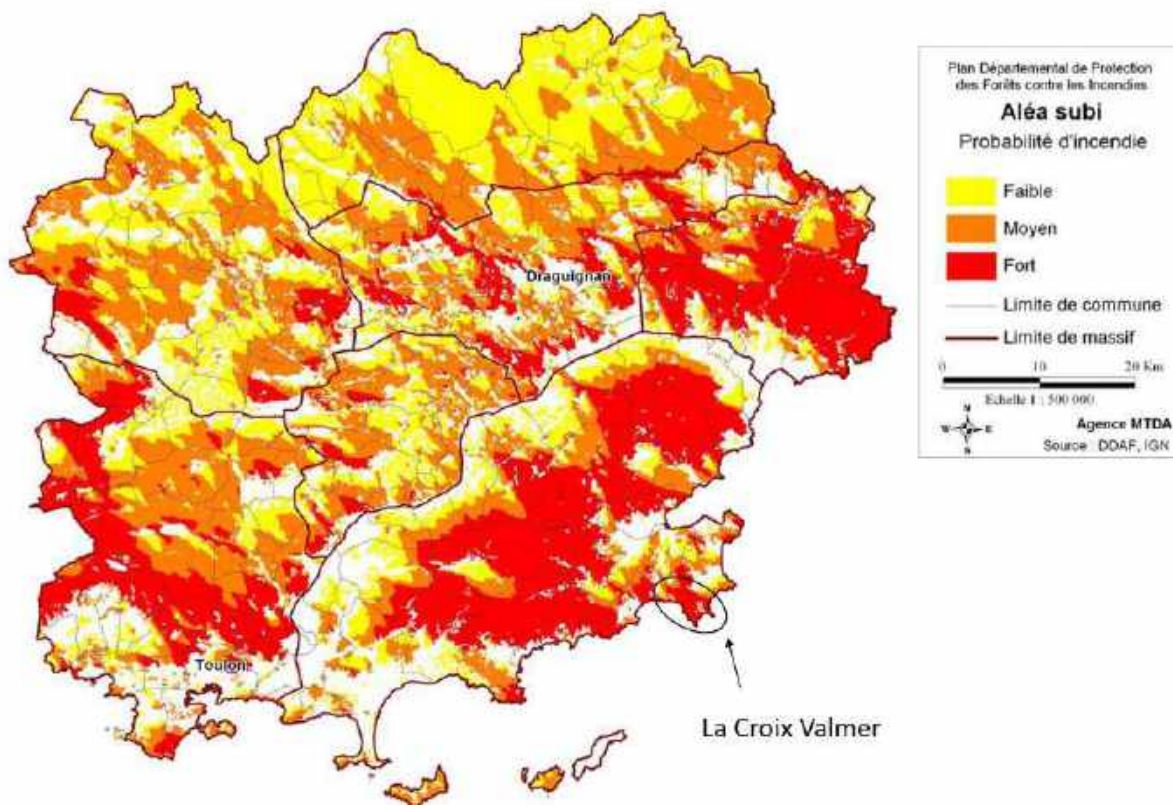 Plan Départemental de Protection
des Forêts contre les Incendies
Aléa subi
Probabilité d'incendie
Faible
Moyen
Fort
Limite de commune
Limite de massif
0 10 20 Km
Echelle 1 : 500 000
N
W E
S
Agence MTDA
Source : DDAF, IGN
Draguignan
Toulon
La Croix Valmer